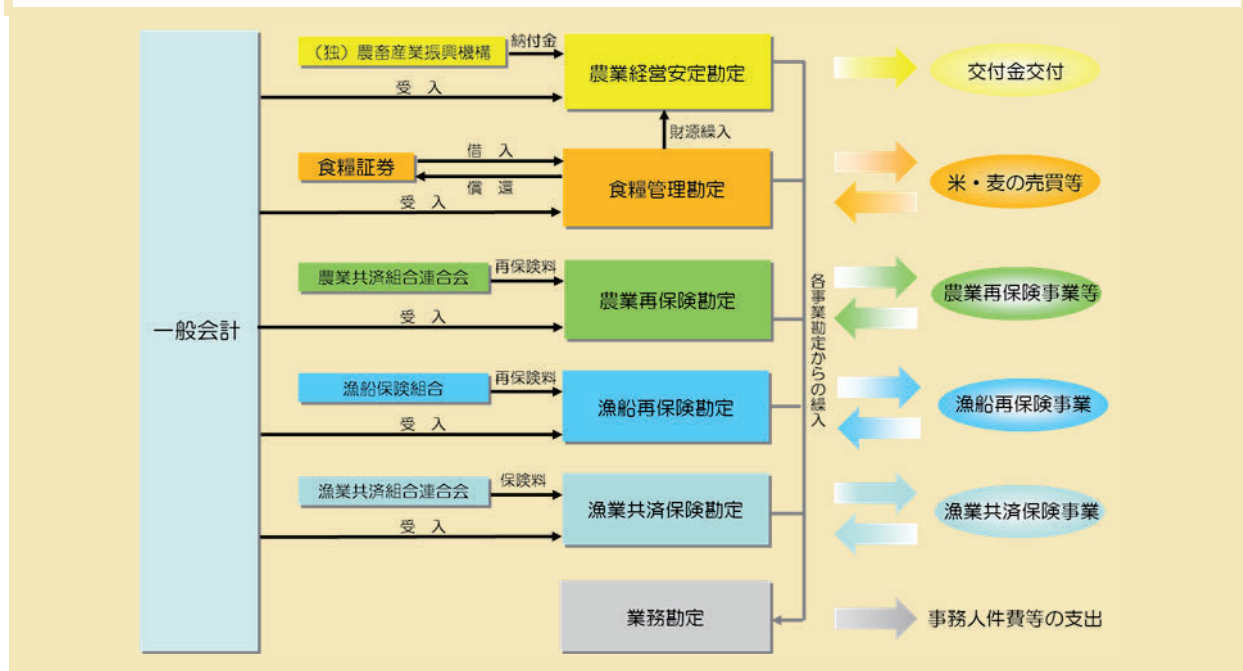 一般会計
(独)農畜産業振興機構
納付金
農業経営安定勘定
受 入
交付金交付
財源繰入
食糧証券
借 入
償 還
食糧管理勘定
受 入
米・麦の売買等
農業共済組合連合会
再保険料
農業再保険勘定
受 入
農業再保険事業等
各事業勘定からの繰入
漁船保険組合
再保険料
漁船再保険勘定
受 入
漁船再保険事業
漁業共済組合連合会
保険料
漁業共済保険勘定
受 入
漁業共済保険事業
業務勘定
事務人件費等の支出